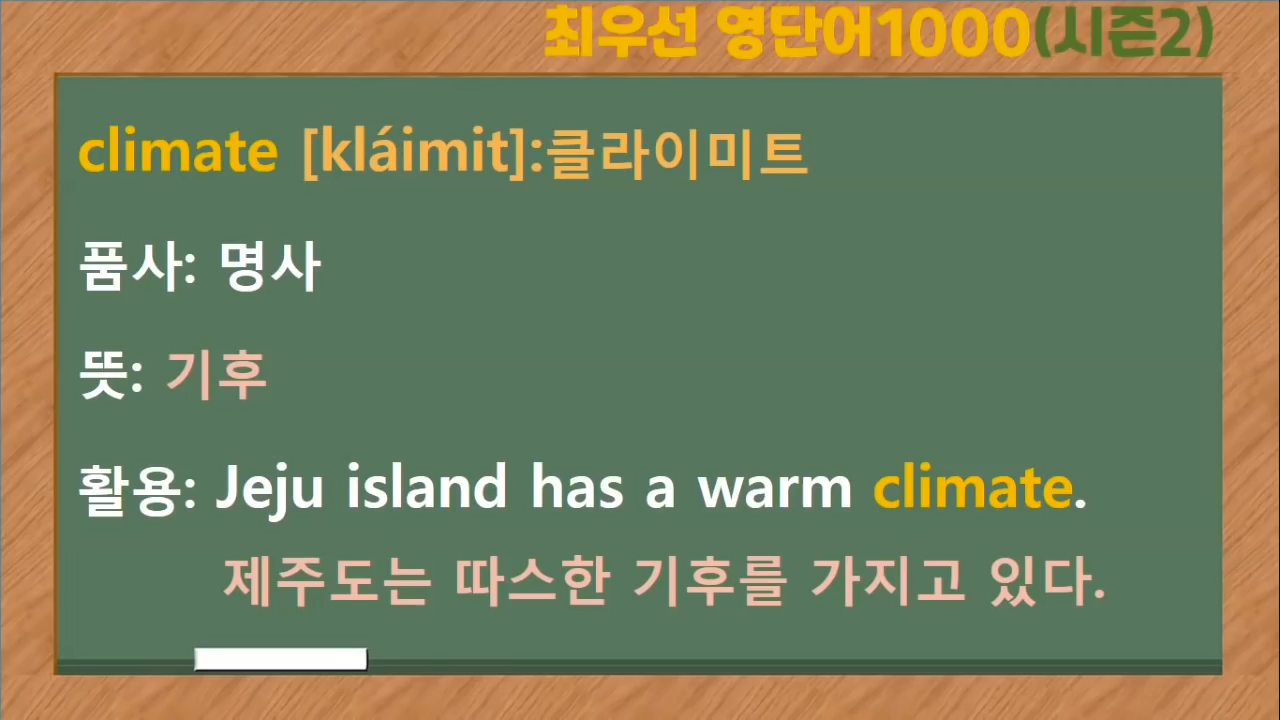 최우선 영단어1000(시즌2)
climate [kláimit]:클라이미트
품사: 명사
뜻: 기후
활용: Jeju island has a warm climate.
제주도는 따스한 기후를 가지고 있다.